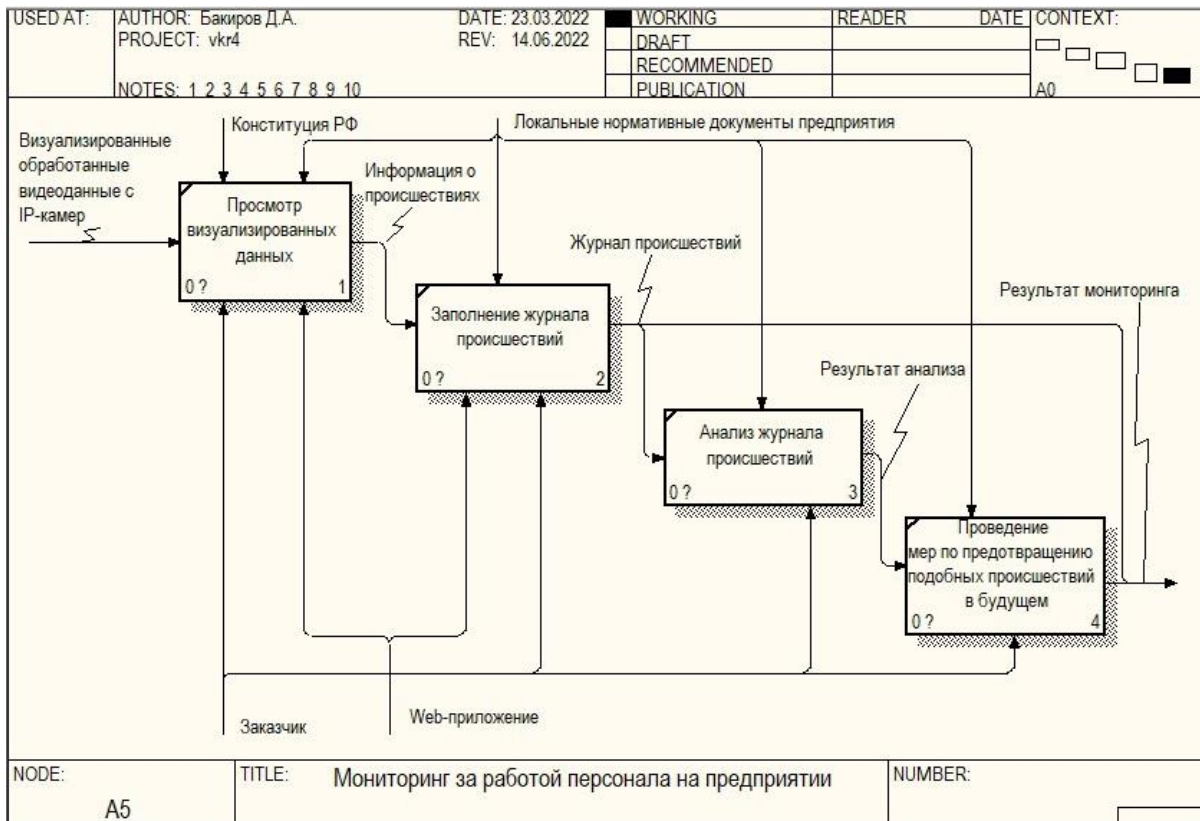 USED AT:
AUTHOR: Бакиров Д.А.
DATE: 23.03.2022
PROJECT: vkr4
REV: 14.06.2022
NOTES: 1 2 3 4 5 6 7 8 9 10
WORKING
DRAFT
RECOMMENDED
PUBLICATION
READER
DATE
CONTEXT:
A0
Визуализированные
обработанные
видеоданные с
IP-камер
Конституция РФ
Локальные нормативные документы предприятия
Просмотр
визуализированных
данных
0 ?
1
Информация о
происшествиях
Заполнение журнала
происшествий
0 ?
2
Журнал происшествий
Анализ журнала
происшествий
0 ?
3
Результат анализа
Результат мониторинга
Проведение
мер по предотвращению
подобных происшествий
в будущем
0 ?
4
Заказчик
Web-приложение
NODE:
A5
TITLE:
Мониторинг за работой персонала на предприятии
NUMBER: